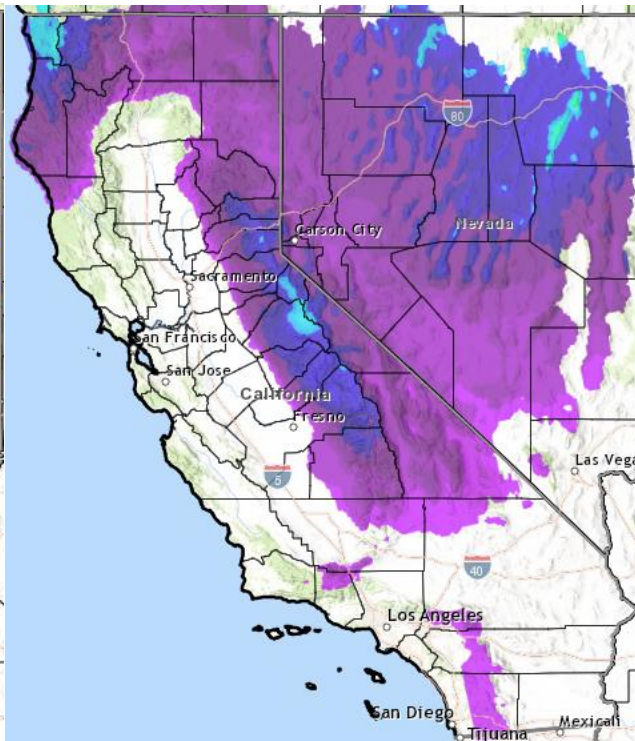 80
Nevada
Carson City
Sacramento
San Francisco
San Jose
California
Fresno
5
Las Vega
40
Los Angeles
San Diego
Mexicali
Tijuana